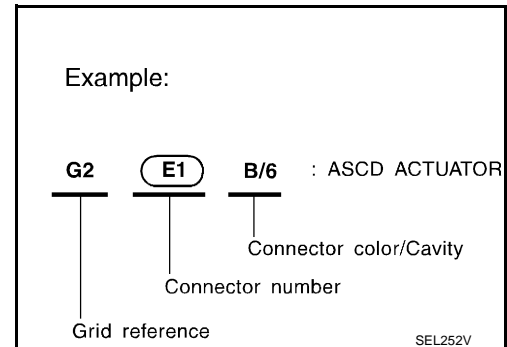 Example:
G2 E1 B/6 : ASCD ACTUATOR
Connector color/Cavity
Connector number
Grid reference
SEL252V